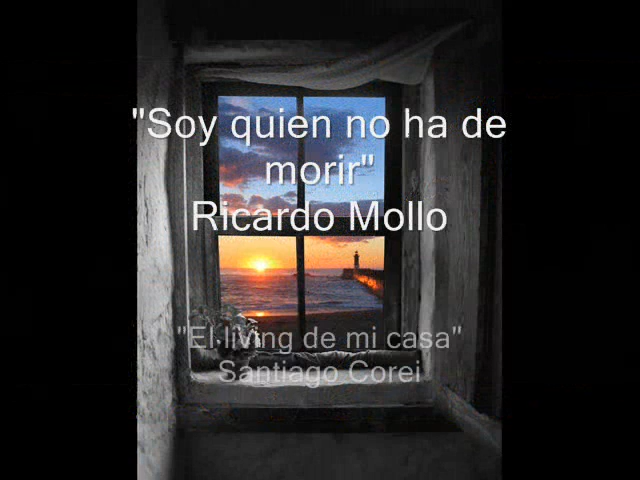 "Soy quien no ha de
morir"
Ricardo Mollo
"El living de mi casa"
Santiago Corei